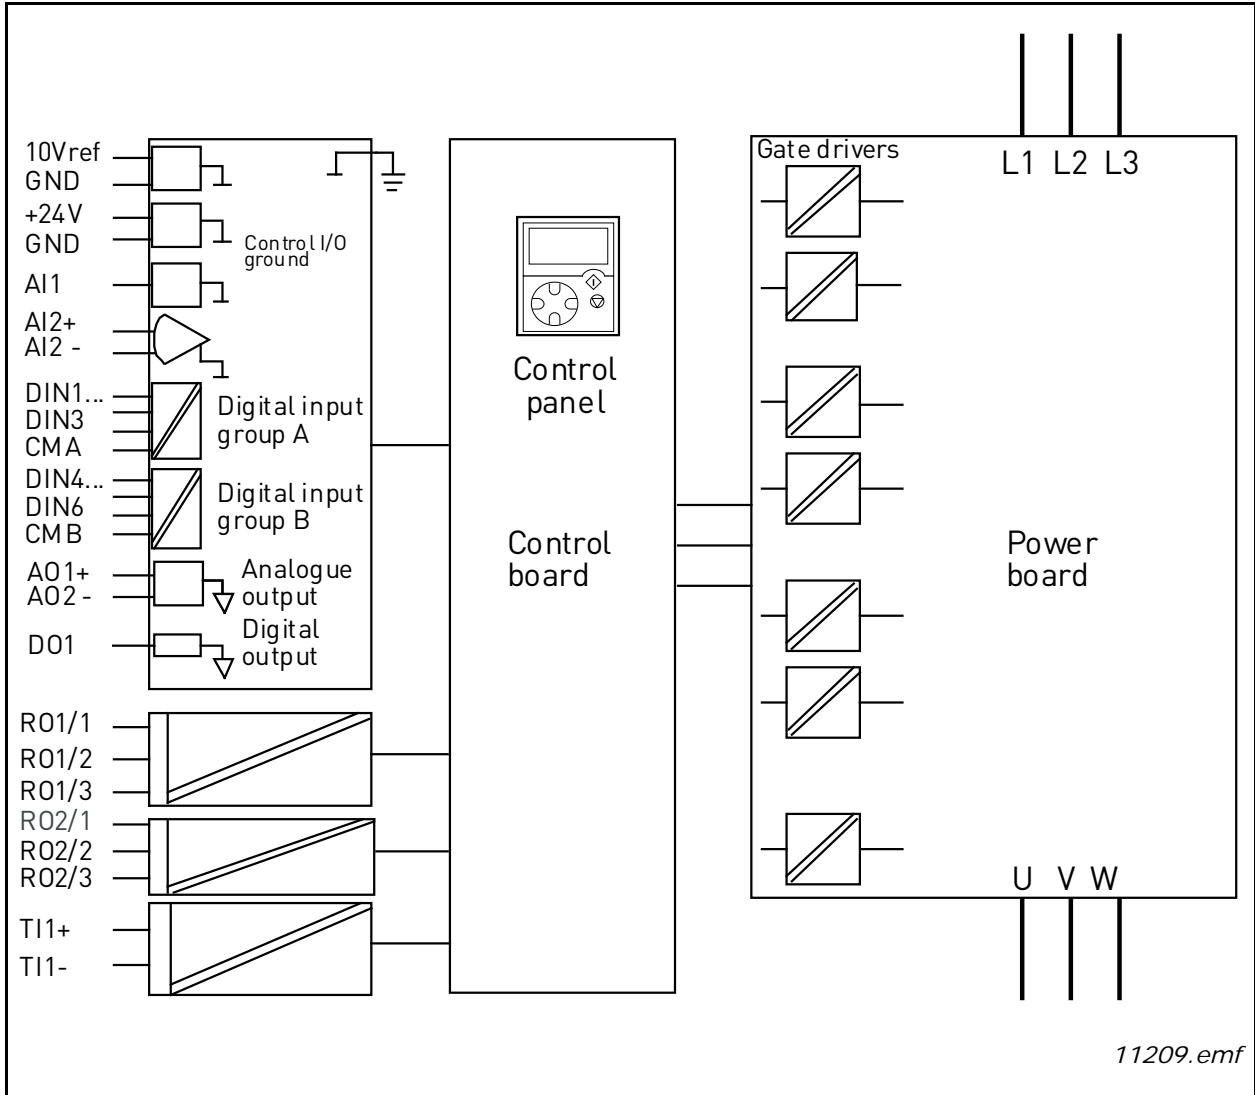 10Vref
GND
+24V
GND
AI1
AI2+
AI2 -
DIN1...
DIN3
CMA
DIN4...
DIN6
CMB
AO1+
AO2 -
DO1
RO1/1
RO1/2
RO1/3
RO2/1
RO2/2
RO2/3
TI1+
TI1-
Control I/O
ground
Digital input
group A
Digital input
group B
Analogue
output
Digital
output
Control
panel
Control
board
Gate drivers
L1 L2 L3
Power
board
U V W
11209.emf